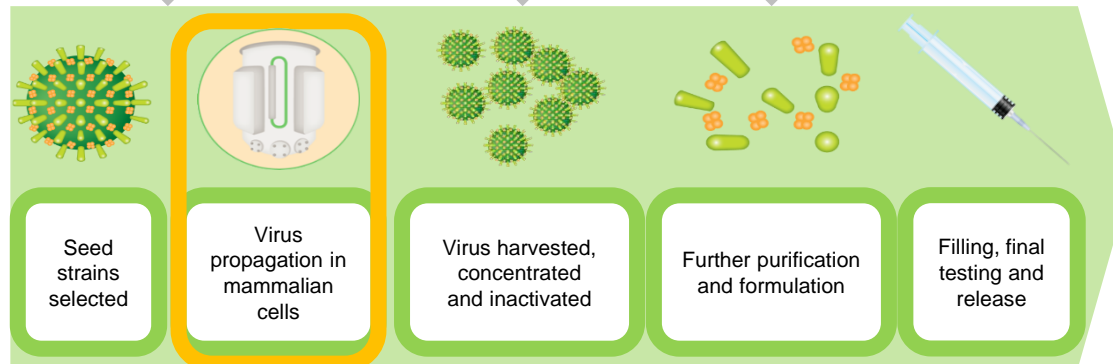 Seed
strains
selected
Virus
propagation in
mammalian
cells
Virus harvested,
concentrated
and inactivated
Further purification
and formulation
Filling, final
testing and
release